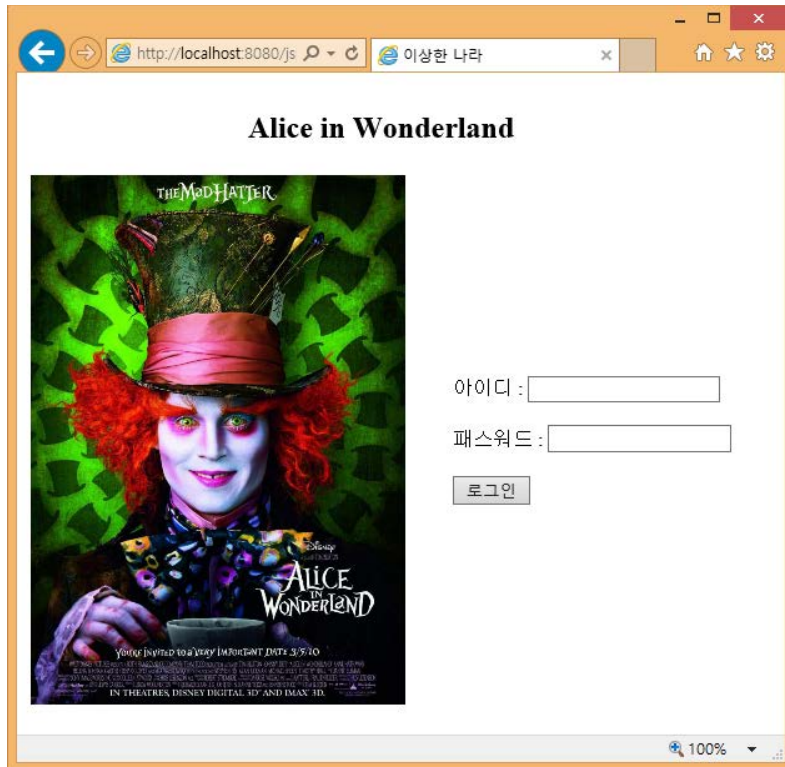 http://localhost:8080/js
이상한 나라
Alice in Wonderland
THE MAD HATTER
아이디 :
패스워드 :
로그인
Disney
ALICE
IN
WONDERLAND
YOU'RE INVITED TO A VERY IMPORTANT DATE 3/5/10
IN THEATRES, DISNEY DIGITAL 3D AND IMAX 3D.
100%